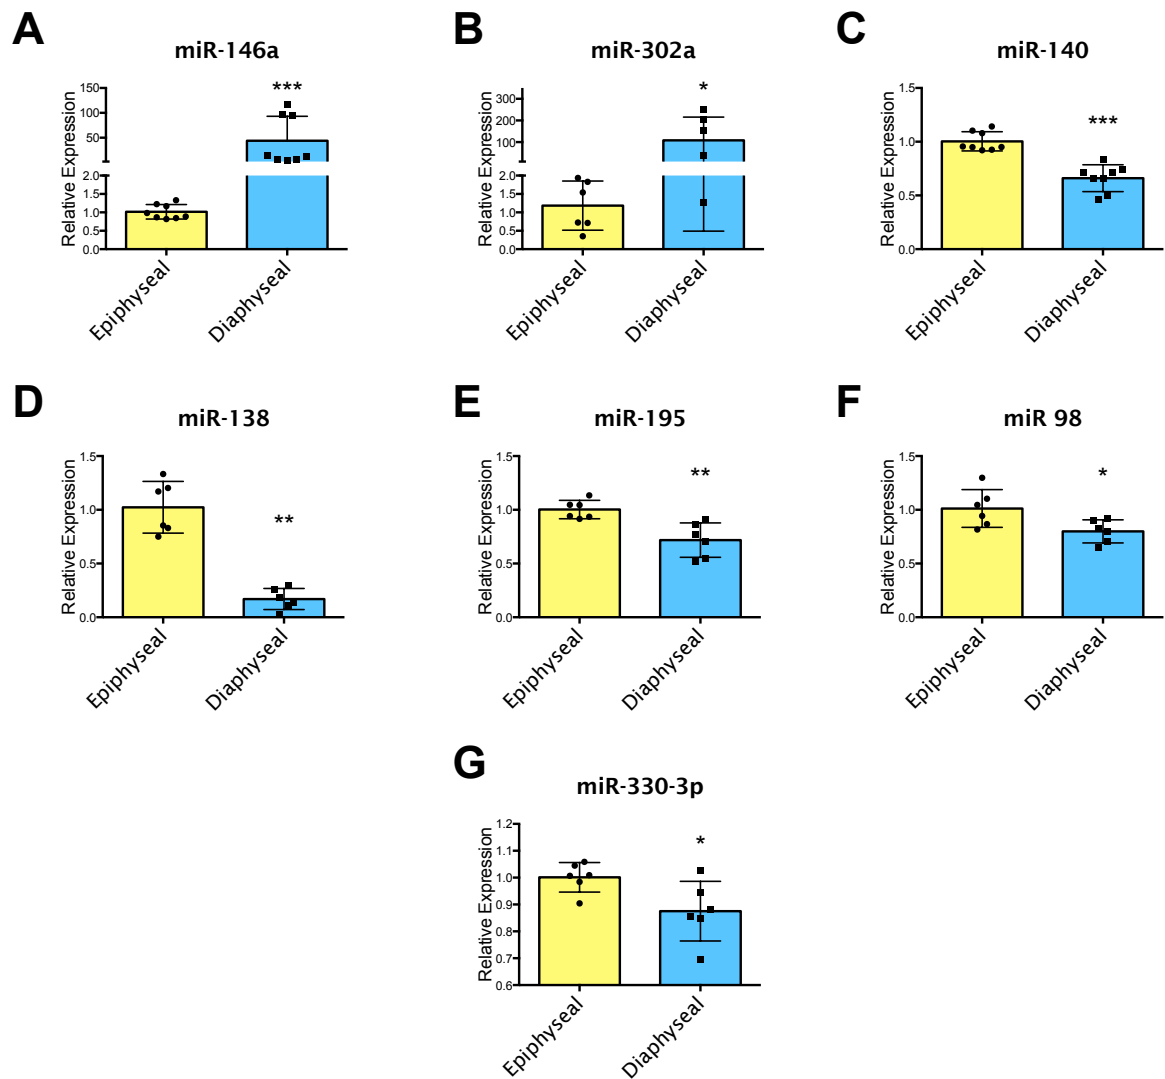 A
miR-146a
Relative Expression
150
100
50
2.0
1.5
1.0
0.5
0.0
***
Epiphyseal
Diaphyseal
B
miR-302a
Relative Expression
300
200
100
2.0
1.5
1.0
0.5
0.0
*
Epiphyseal
Diaphyseal
C
miR-140
Relative Expression
1.5
1.0
0.5
0.0
***
Epiphyseal
Diaphyseal
D
miR-138
Relative Expression
1.5
1.0
0.5
0.0
**
Epiphyseal
Diaphyseal
E
miR-195
Relative Expression
1.5
1.0
0.5
0.0
**
Epiphyseal
Diaphyseal
F
miR 98
Relative Expression
1.5
1.0
0.5
0.0
*
Epiphyseal
Diaphyseal
G
miR-330-3p
Relative Expression
1.2
1.1
1.0
0.9
0.8
0.7
0.6
*
Epiphyseal
Diaphyseal